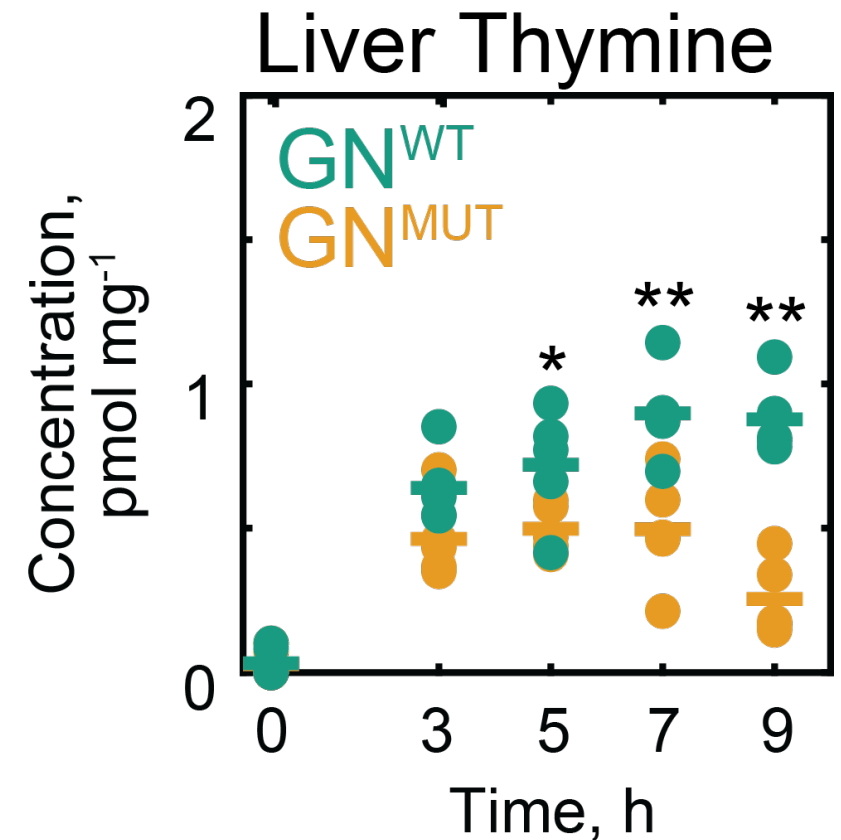 Liver Thymine
2
GN^WT
GN^MUT
Concentration,
pmol mg^-1
**
**
*
1
0
0 3 5 7 9
Time, h